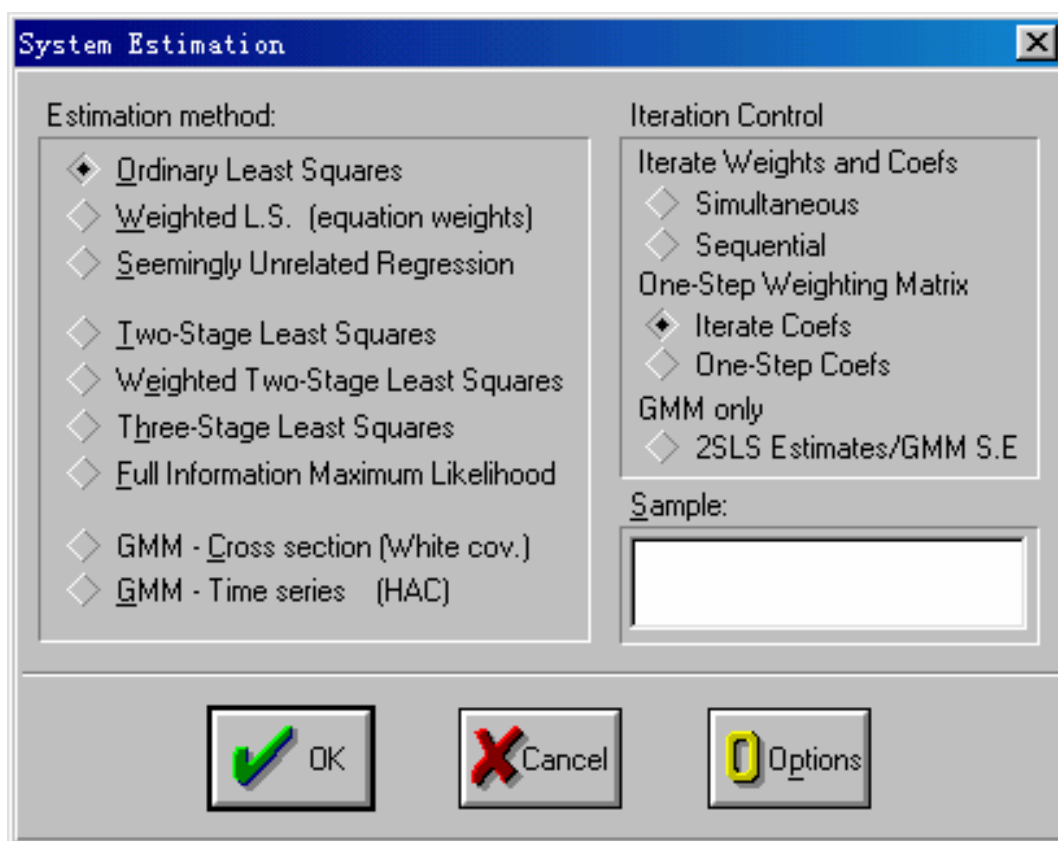 System Estimation
Estimation method:
Ordinary Least Squares
Weighted L.S. (equation weights)
Seemingly Unrelated Regression
Two-Stage Least Squares
Weighted Two-Stage Least Squares
Three-Stage Least Squares
Full Information Maximum Likelihood
GMM - Cross section (White cov.)
GMM - Time series (HAC)
Iteration Control
Iterate Weights and Coefs
Simultaneous
Sequential
One-Step Weighting Matrix
Iterate Coefs
One-Step Coefs
GMM only
2SLS Estimates/GMM S.E
Sample:
OK
Cancel
Options